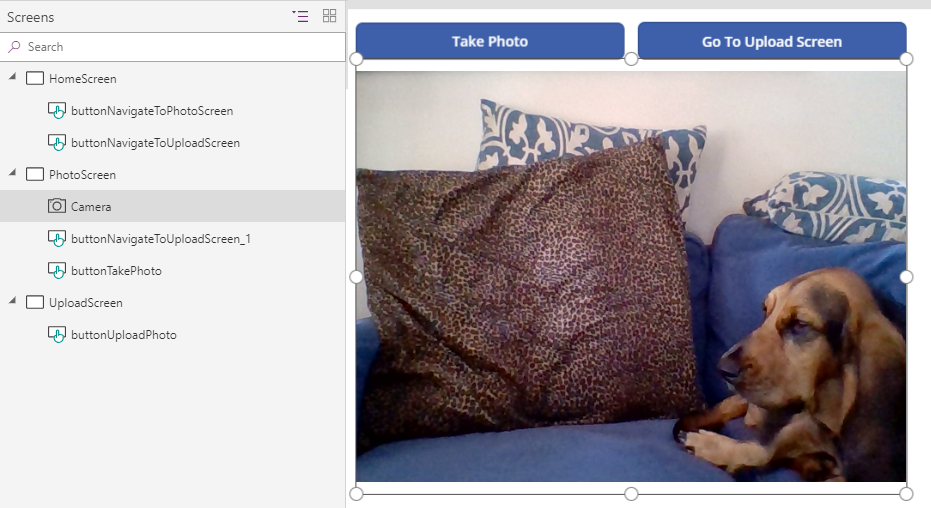 Screens
Search
HomeScreen
buttonNavigateToPhotoScreen
buttonNavigateToUploadScreen
PhotoScreen
Camera
buttonNavigateToUploadScreen_1
buttonTakePhoto
UploadScreen
buttonUploadPhoto
Take Photo
Go To Upload Screen